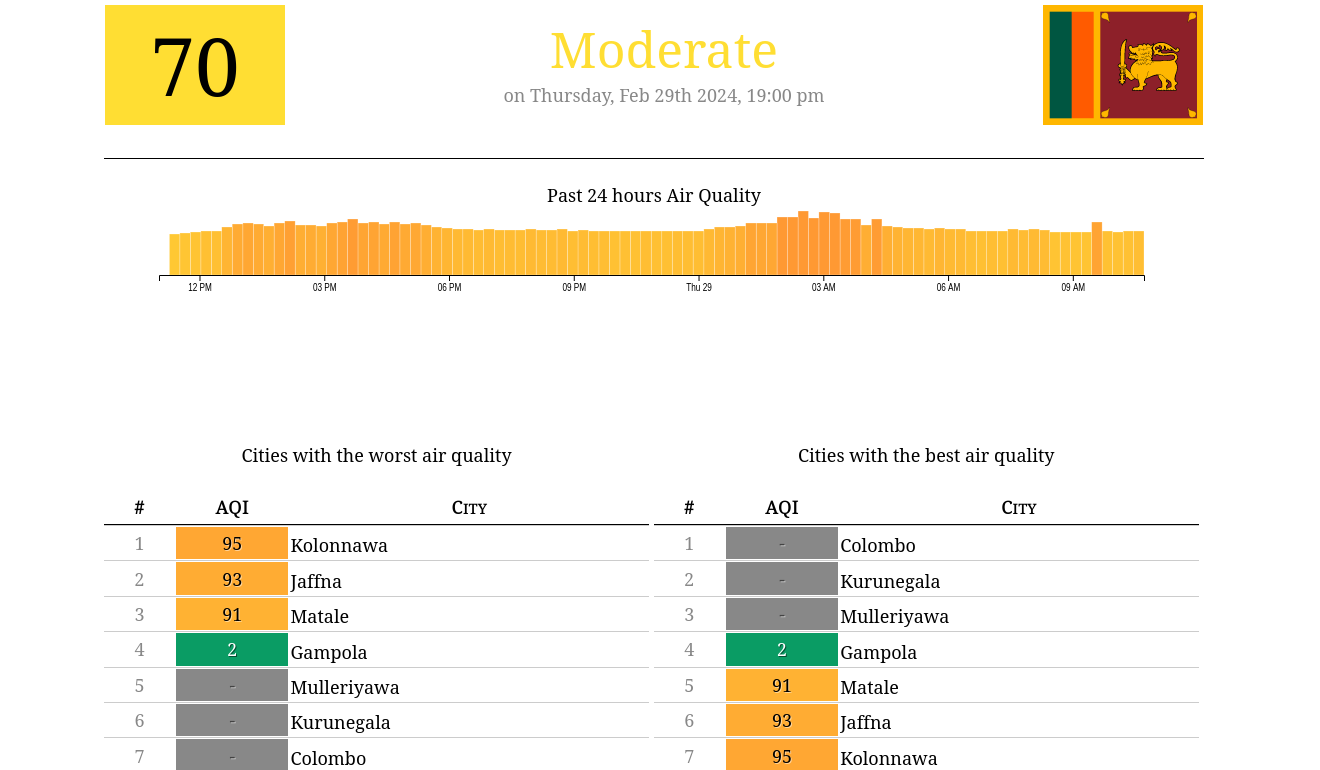 70
Moderate
on Thursday, Feb 29th 2024, 19:00 pm
Past 24 hours Air Quality
12 PM 03 PM 06 PM 09 PM Thu 29 03 AM 06 AM 09 AM
Cities with the worst air quality
# AQI City
1 95 Kolonnawa
2 93 Jaffna
3 91 Matale
4 2 Gampola
5 - Mulleriyawa
6 - Kurunegala
7 - Colombo
Cities with the best air quality
# AQI City
1 - Colombo
2 - Kurunegala
3 - Mulleriyawa
4 2 Gampola
5 91 Matale
6 93 Jaffna
7 95 Kolonnawa